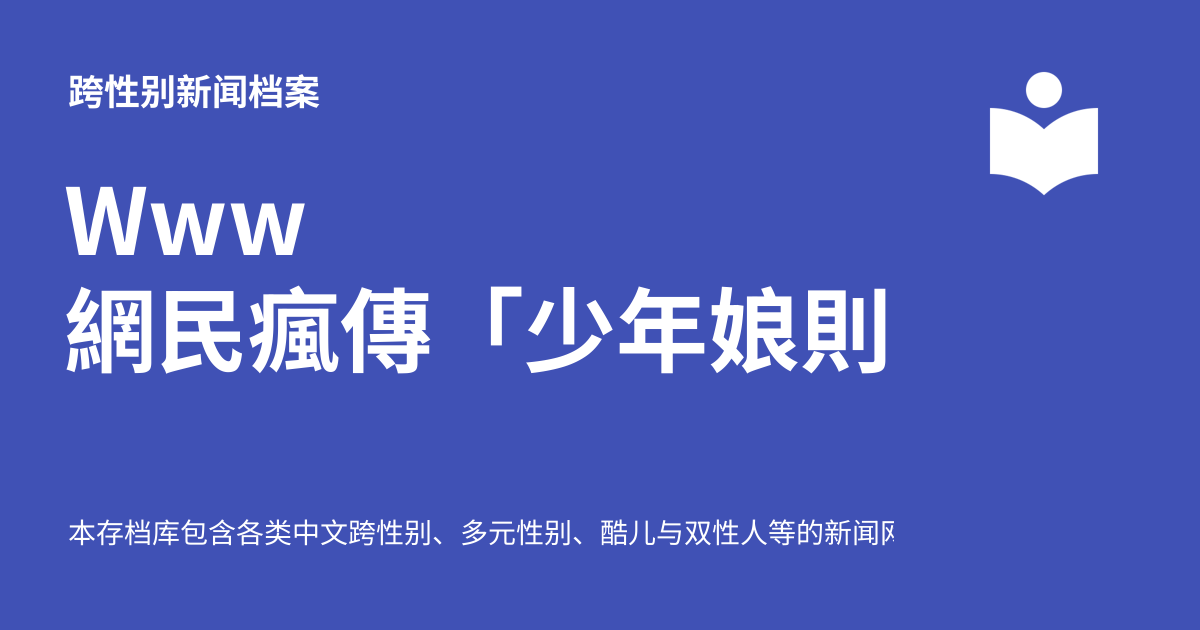 跨性别新闻档案
Www
網民瘋傳「少年娘則
本存档库包含各类中文跨性别、多元性别、酷儿与双性人等的新闻